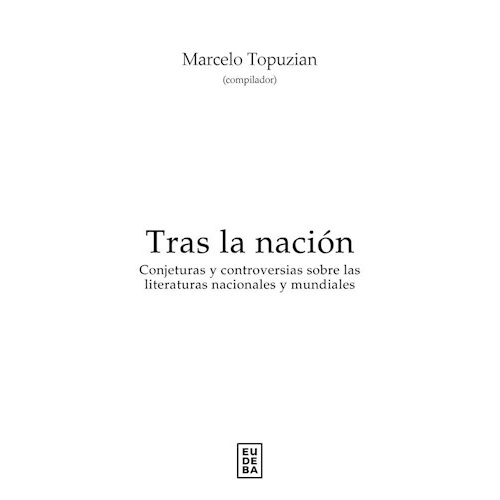 Marcelo Topuzian
(compilador)
Tras la nación
Conjeturas y controversias sobre las
literaturas nacionales y mundiales
EU
DE
BA